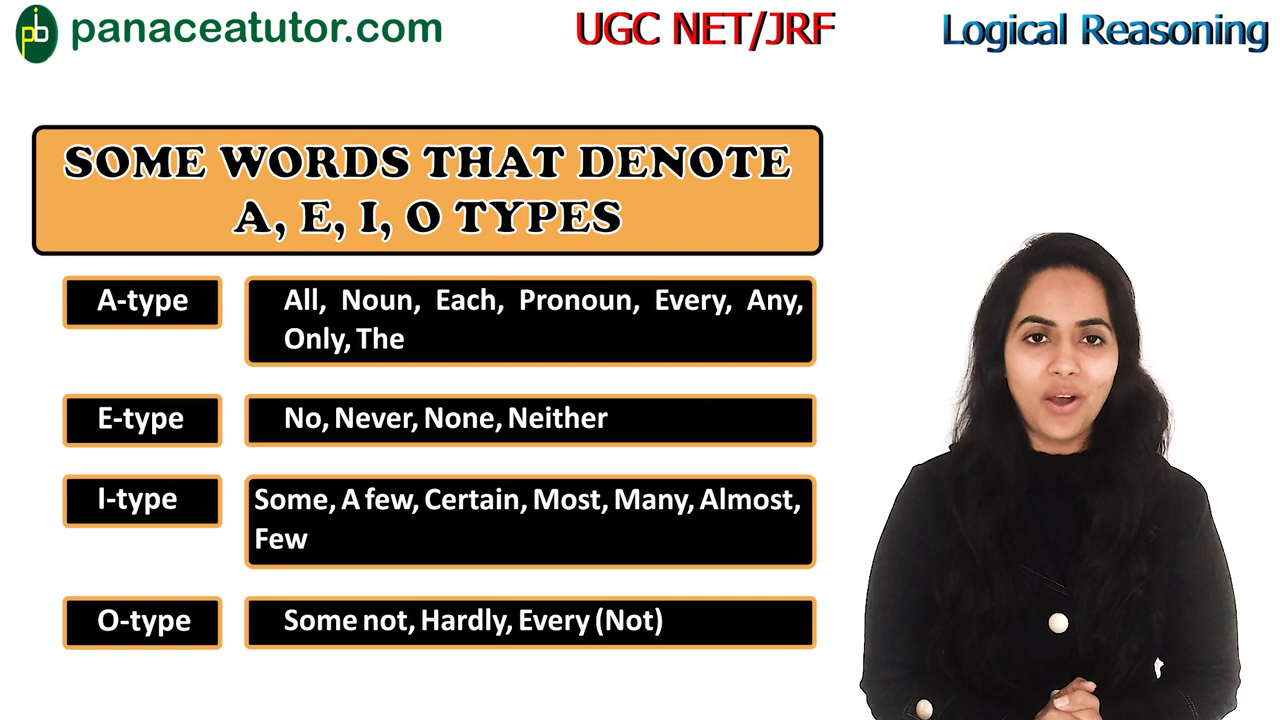 pb panaceatutor.com
UGC NET/JRF
Logical Reasoning
SOME WORDS THAT DENOTE
A, E, I, O TYPES
A-type
All, Noun, Each, Pronoun, Every, Any,
Only, The
E-type
No, Never, None, Neither
I-type
Some, A few, Certain, Most, Many, Almost,
Few
O-type
Some not, Hardly, Every (Not)